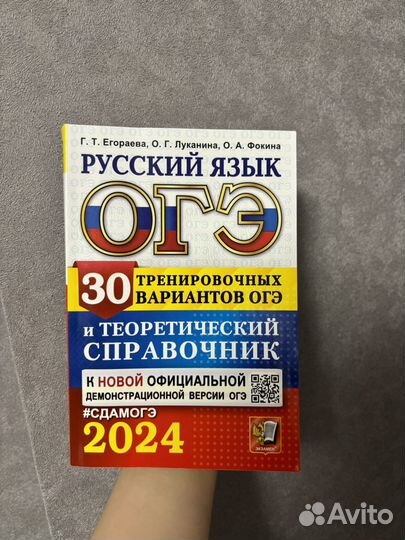 Г. Т. Егораева, О. Г. Луканина, О. А. Фокина
РУССКИЙ ЯЗЫК
ОГЭ
30 ТРЕНИРОВОЧНЫХ
ВАРИАНТОВ ОГЭ
и ТЕОРЕТИЧЕСКИЙ
СПРАВОЧНИК
К НОВОЙ ОФИЦИАЛЬНОЙ
ДЕМОНСТРАЦИОННОЙ ВЕРСИИ ОГЭ
#СДАМОГЭ
2024
ЭКЗАМЕН
Avito